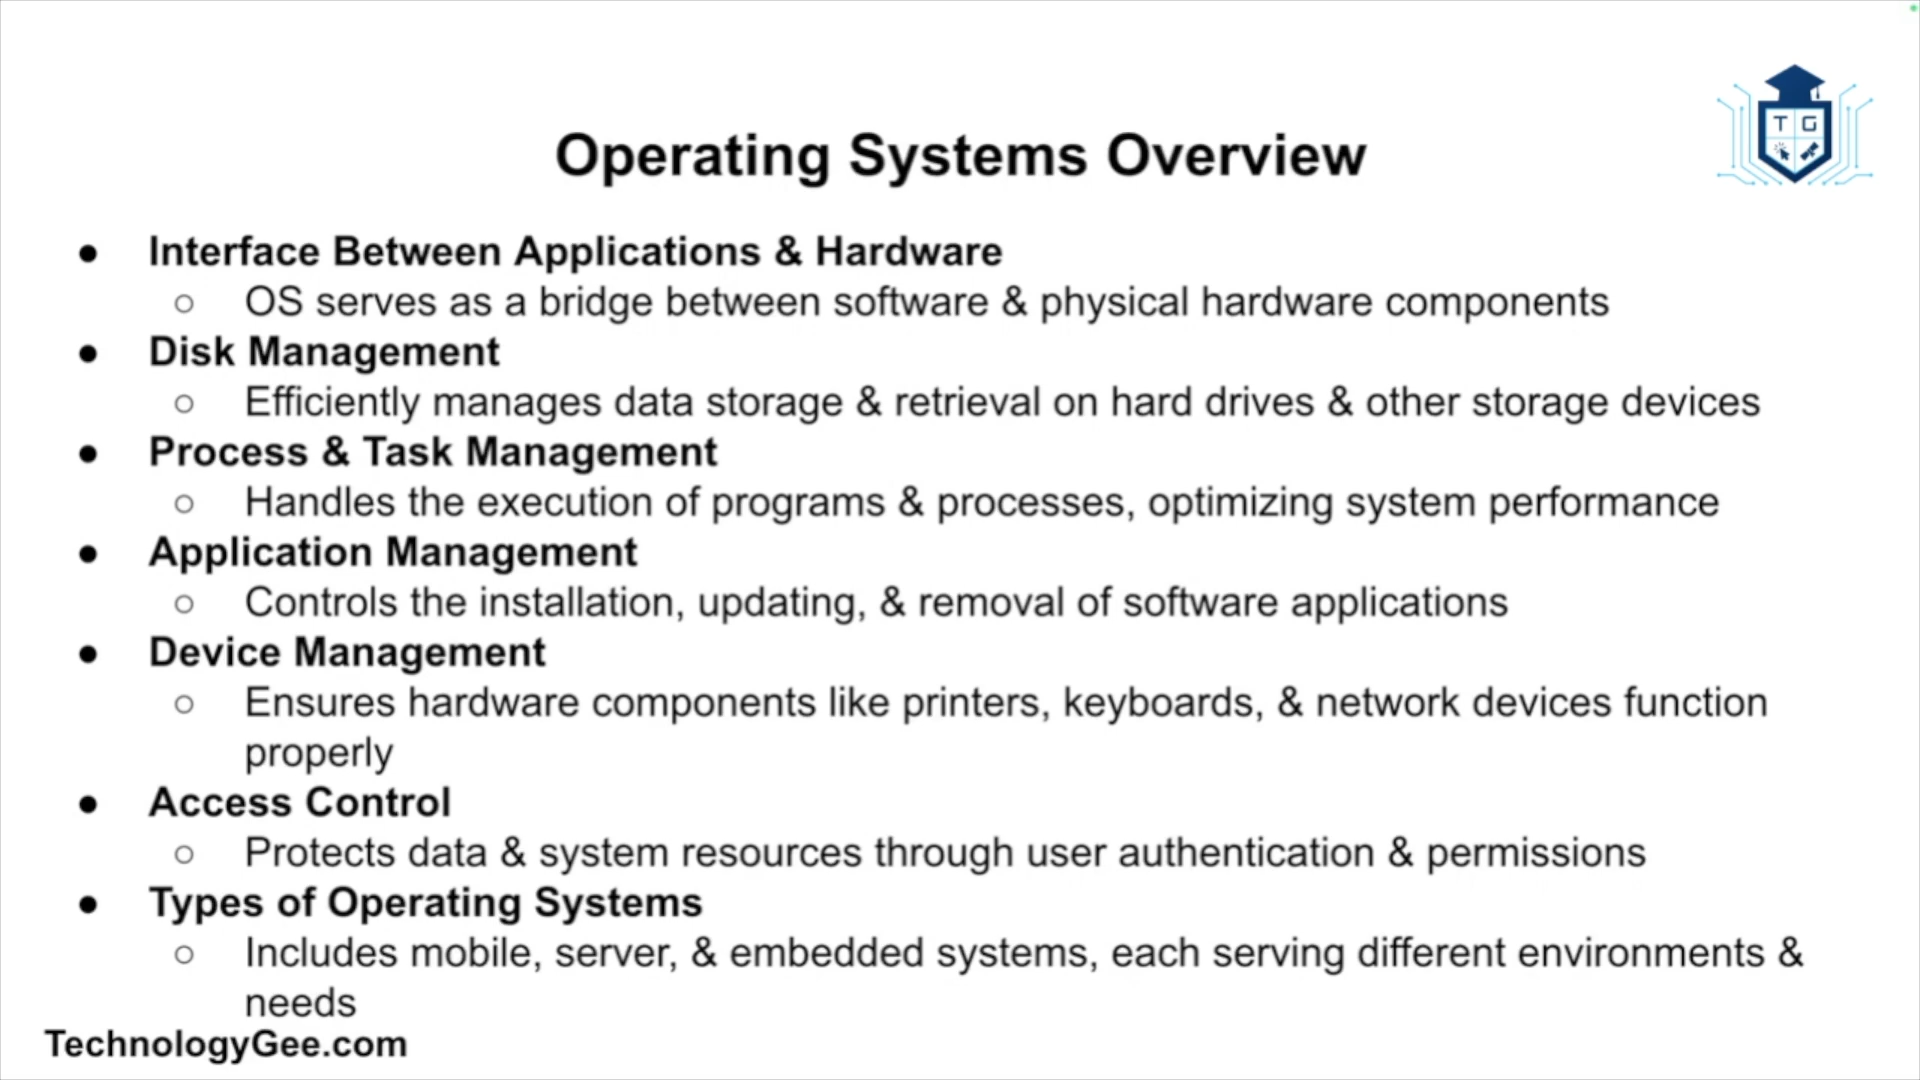 Operating Systems Overview
T G
● Interface Between Applications & Hardware
○ OS serves as a bridge between software & physical hardware components
● Disk Management
○ Efficiently manages data storage & retrieval on hard drives & other storage devices
● Process & Task Management
○ Handles the execution of programs & processes, optimizing system performance
● Application Management
○ Controls the installation, updating, & removal of software applications
● Device Management
○ Ensures hardware components like printers, keyboards, & network devices function
properly
● Access Control
○ Protects data & system resources through user authentication & permissions
● Types of Operating Systems
○ Includes mobile, server, & embedded systems, each serving different environments &
needs
TechnologyGee.com